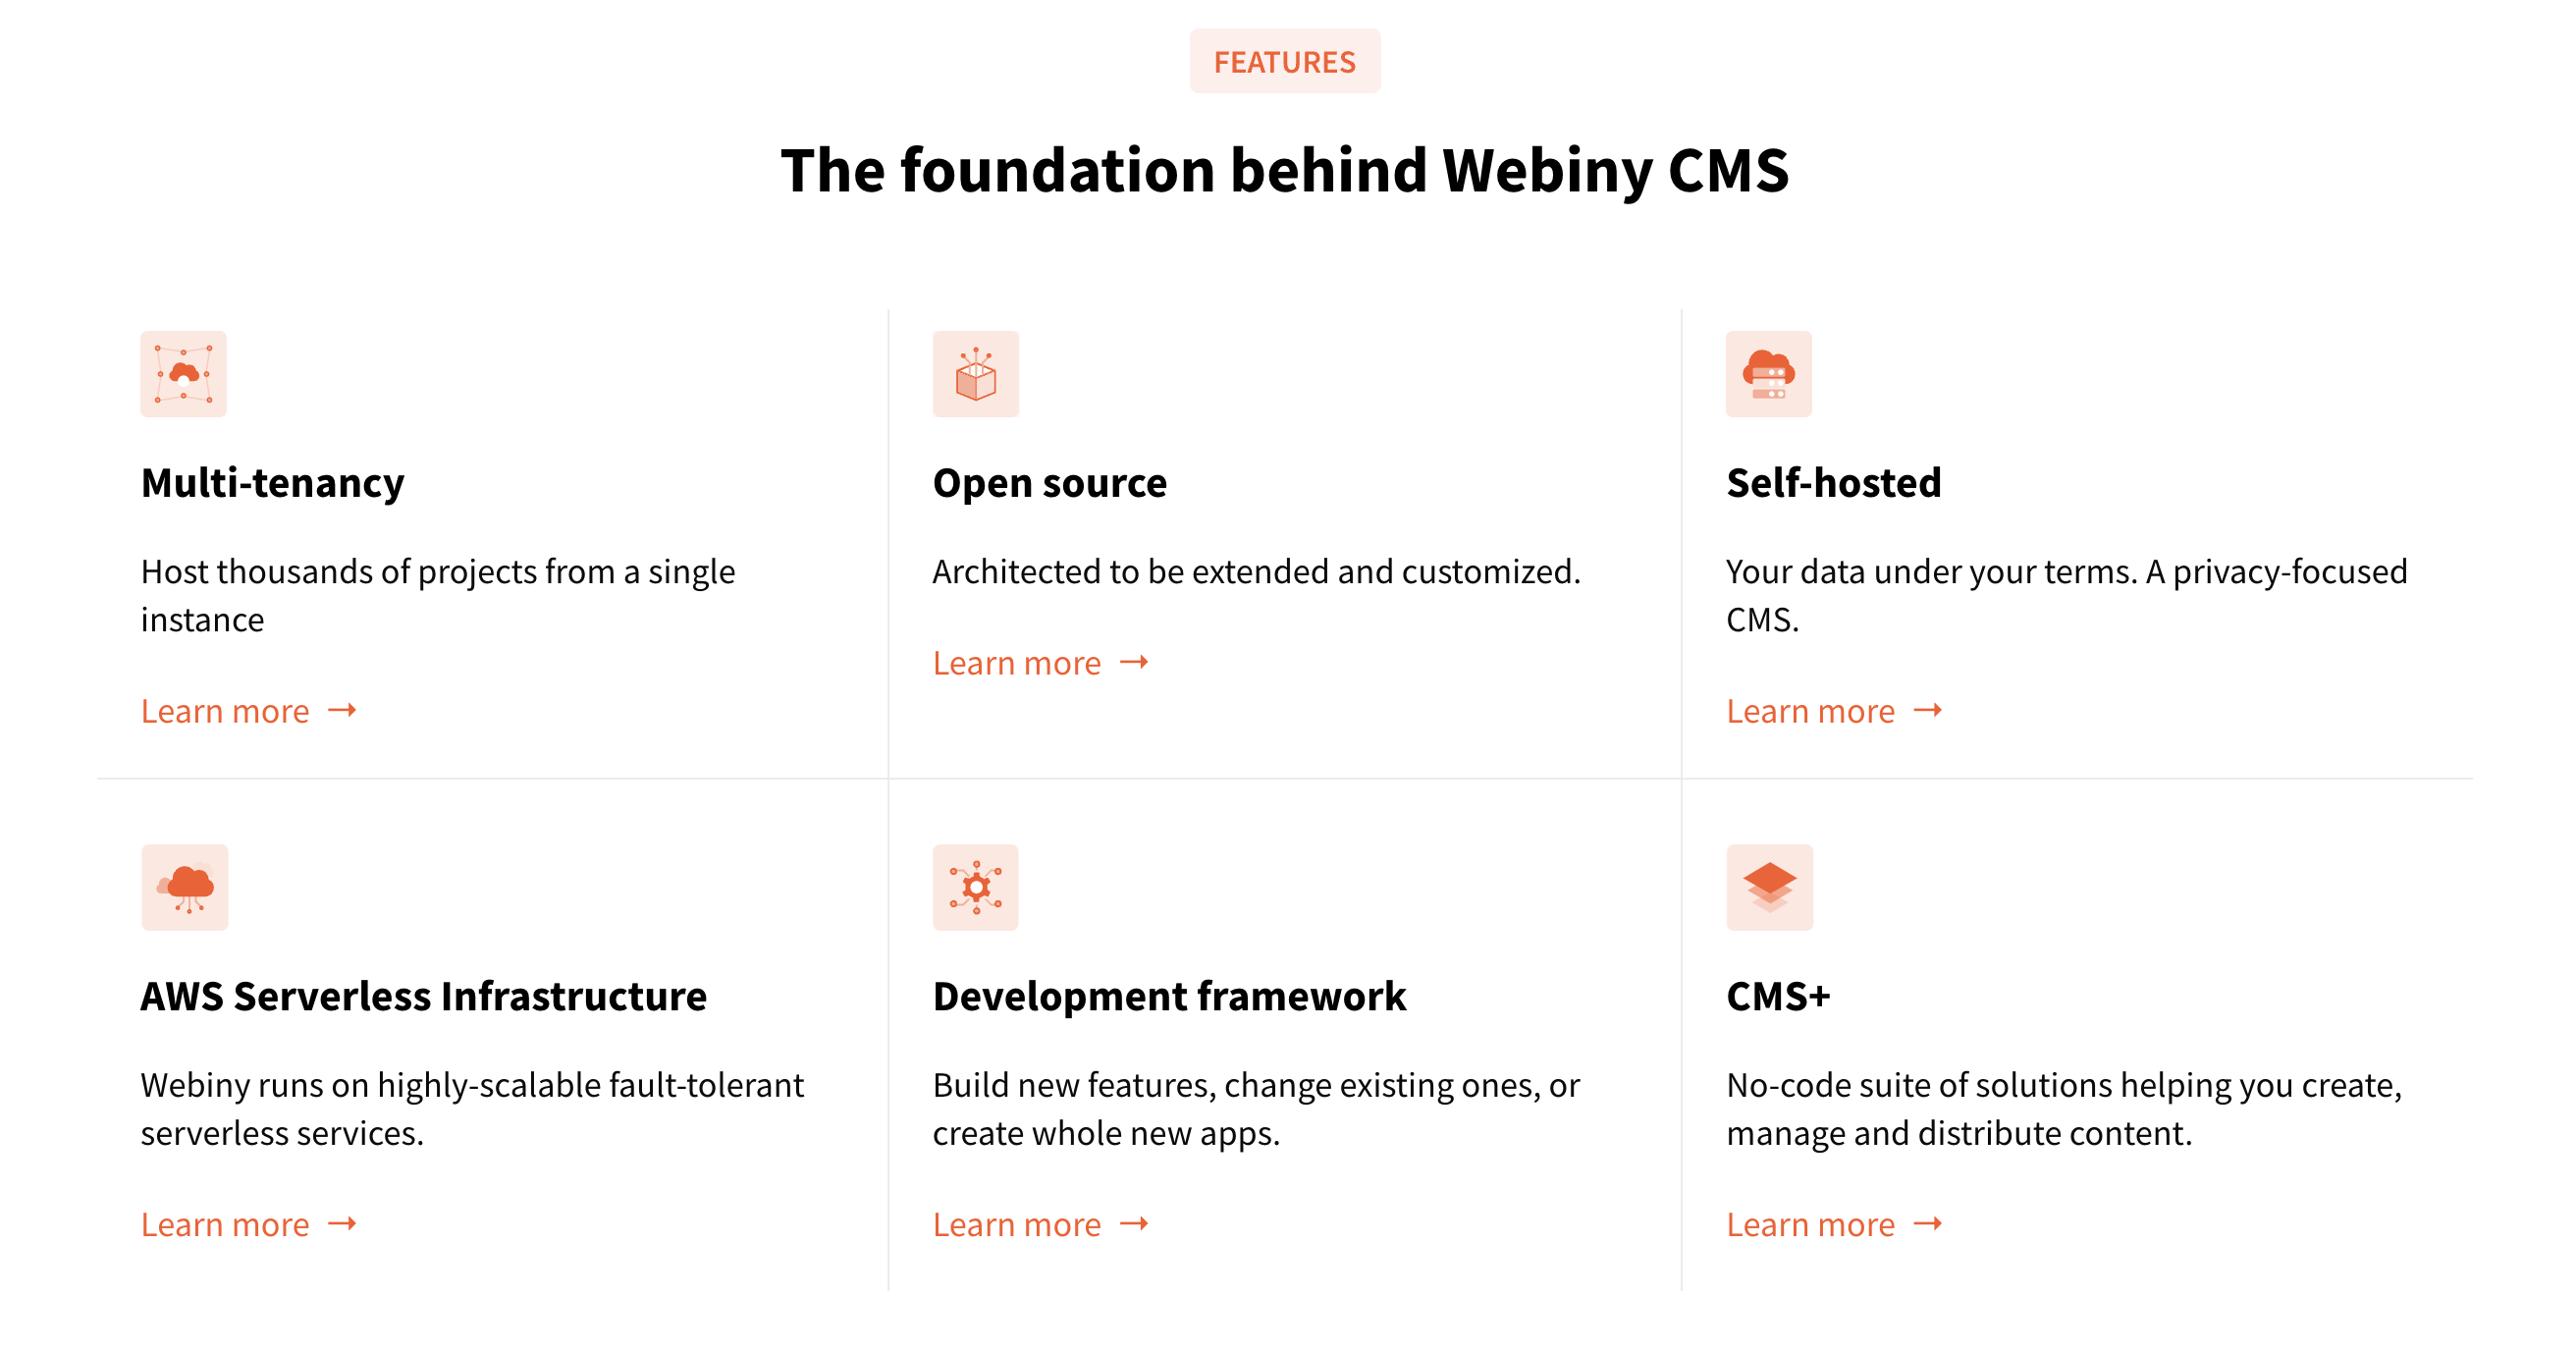 FEATURES
The foundation behind Webiny CMS
Multi-tenancy
Host thousands of projects from a single
instance
Learn more →
Open source
Architected to be extended and customized.
Learn more →
Self-hosted
Your data under your terms. A privacy-focused
CMS.
Learn more →
AWS Serverless Infrastructure
Webiny runs on highly-scalable fault-tolerant
serverless services.
Learn more →
Development framework
Build new features, change existing ones, or
create whole new apps.
Learn more →
CMS+
No-code suite of solutions helping you create,
manage and distribute content.
Learn more →